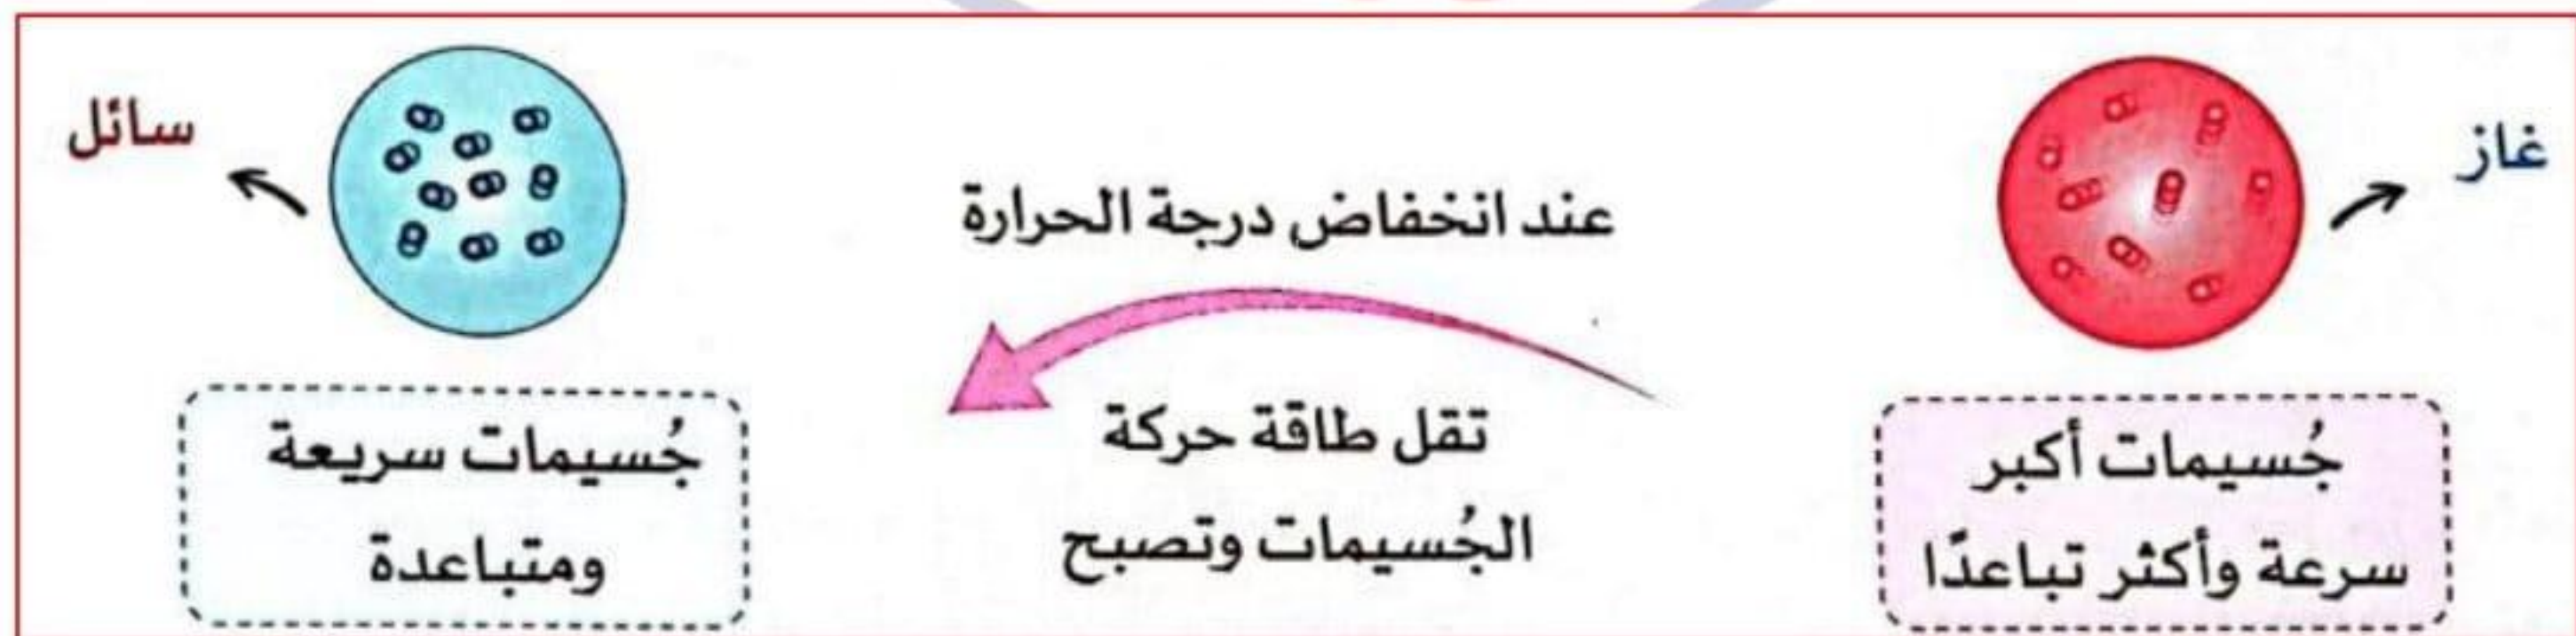 غاز
سائل
عند انخفاض درجة الحرارة
تقل طاقة حركة
الجُسيمات وتصبح
جُسيمات أكبر
سرعة وأكثر تباعدًا
جُسيمات سريعة
ومتباعدة